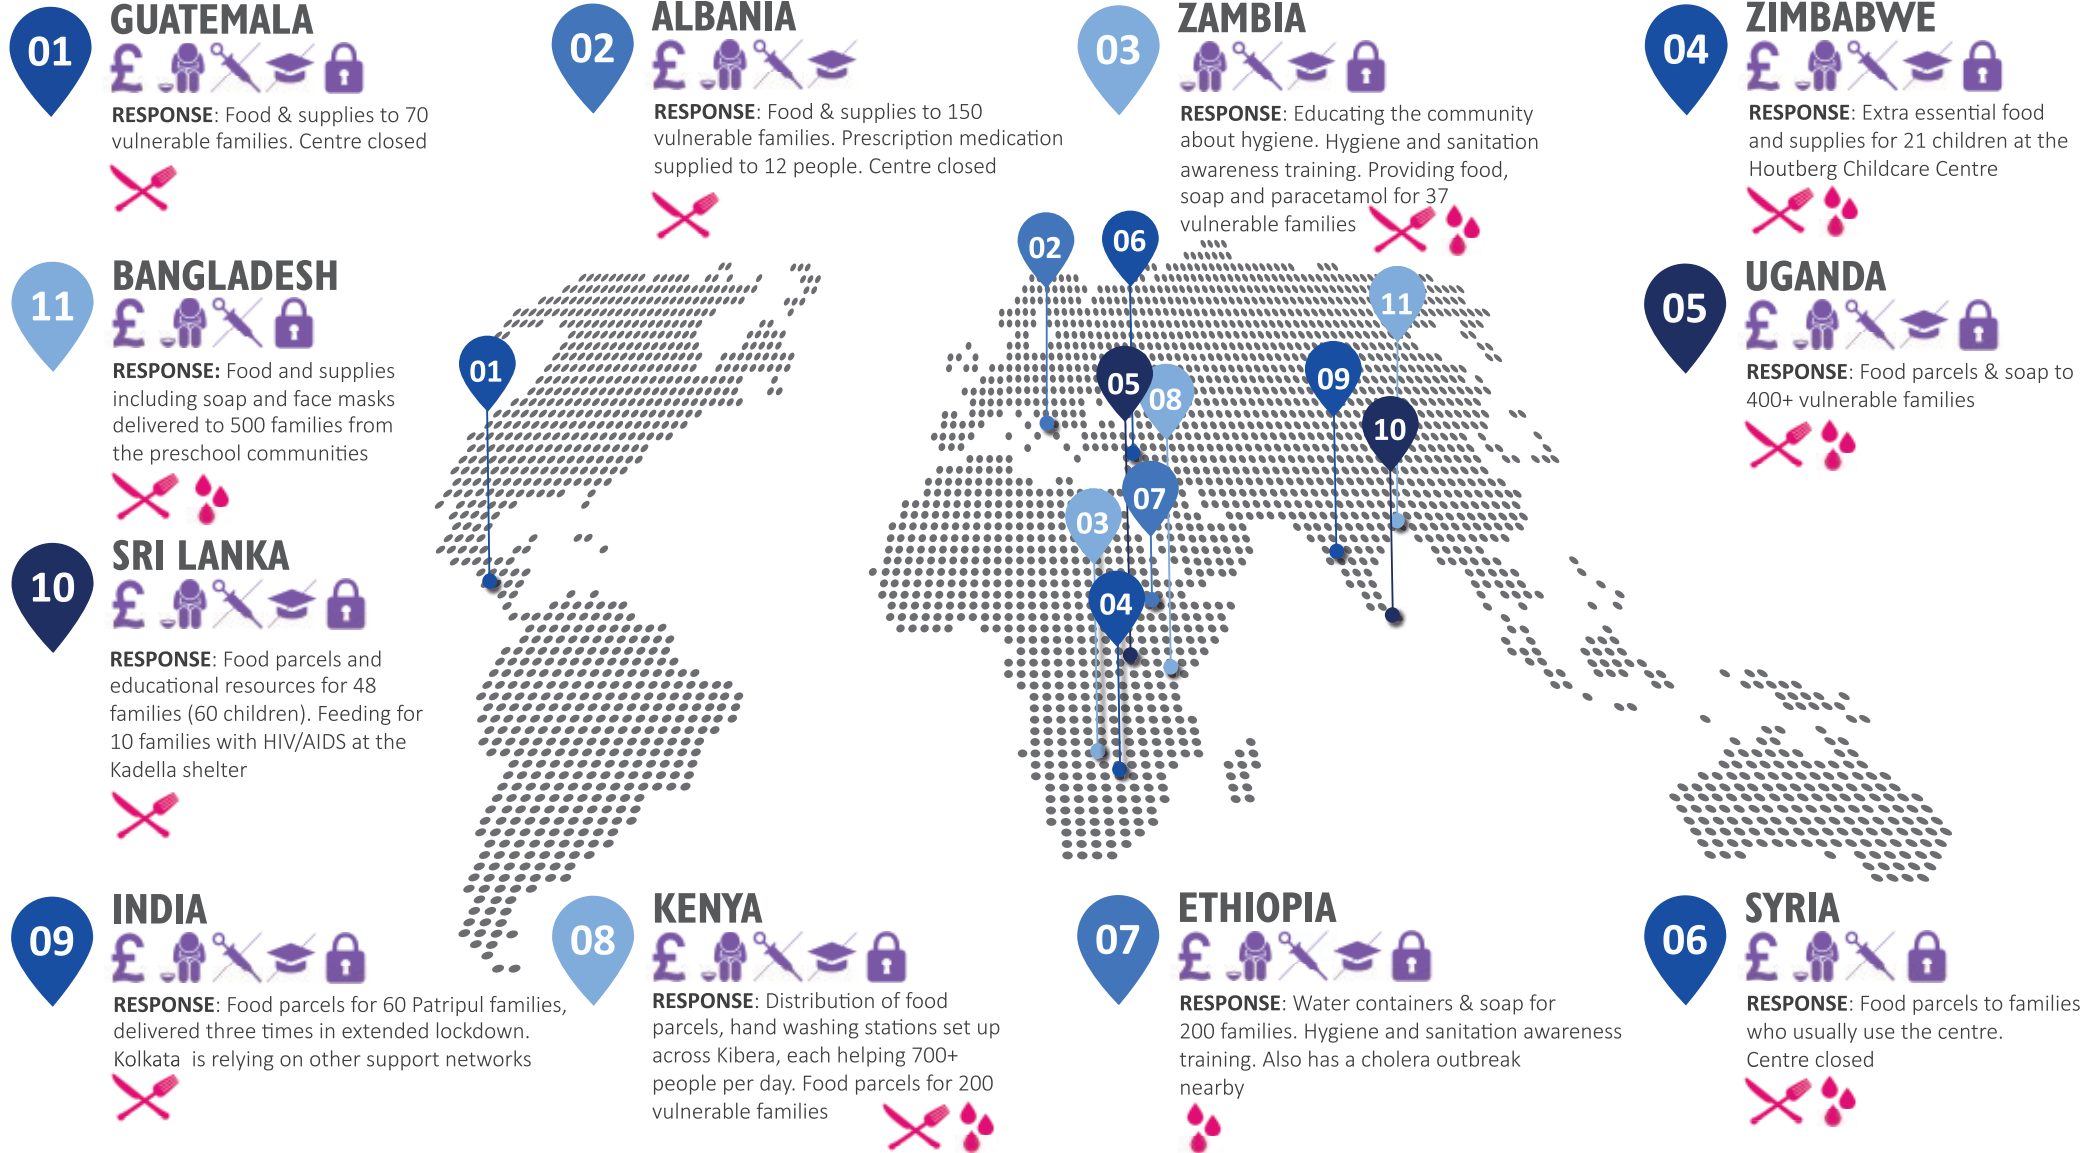 01
GUATEMALA
RESPONSE: Food & supplies to 70
vulnerable families. Centre closed
02
ALBANIA
RESPONSE: Food & supplies to 150
vulnerable families. Prescription medication
supplied to 12 people. Centre closed
03
ZAMBIA
RESPONSE: Educating the community
about hygiene. Hygiene and sanitation
awareness training. Providing food,
soap and paracetamol for 37
vulnerable families
04
ZIMBABWE
RESPONSE: Extra essential food
and supplies for 21 children at the
Houtberg Childcare Centre
11
BANGLADESH
RESPONSE: Food and supplies
including soap and face masks
delivered to 500 families from
the preschool communities
05
UGANDA
RESPONSE: Food parcels & soap to
400+ vulnerable families
02
06
11
01
05
08
09
10
07
03
04
10
SRI LANKA
RESPONSE: Food parcels and
educational resources for 48
families (60 children). Feeding for
10 families with HIV/AIDS at the
Kadella shelter
09
INDIA
RESPONSE: Food parcels for 60 Patripul families,
delivered three times in extended lockdown.
Kolkata is relying on other support networks
08
KENYA
RESPONSE: Distribution of food
parcels, hand washing stations set up
across Kibera, each helping 700+
people per day. Food parcels for 200
vulnerable families
07
ETHIOPIA
RESPONSE: Water containers & soap for
200 families. Hygiene and sanitation awareness
training. Also has a cholera outbreak
nearby
06
SYRIA
RESPONSE: Food parcels to families
who usually use the centre.
Centre closed